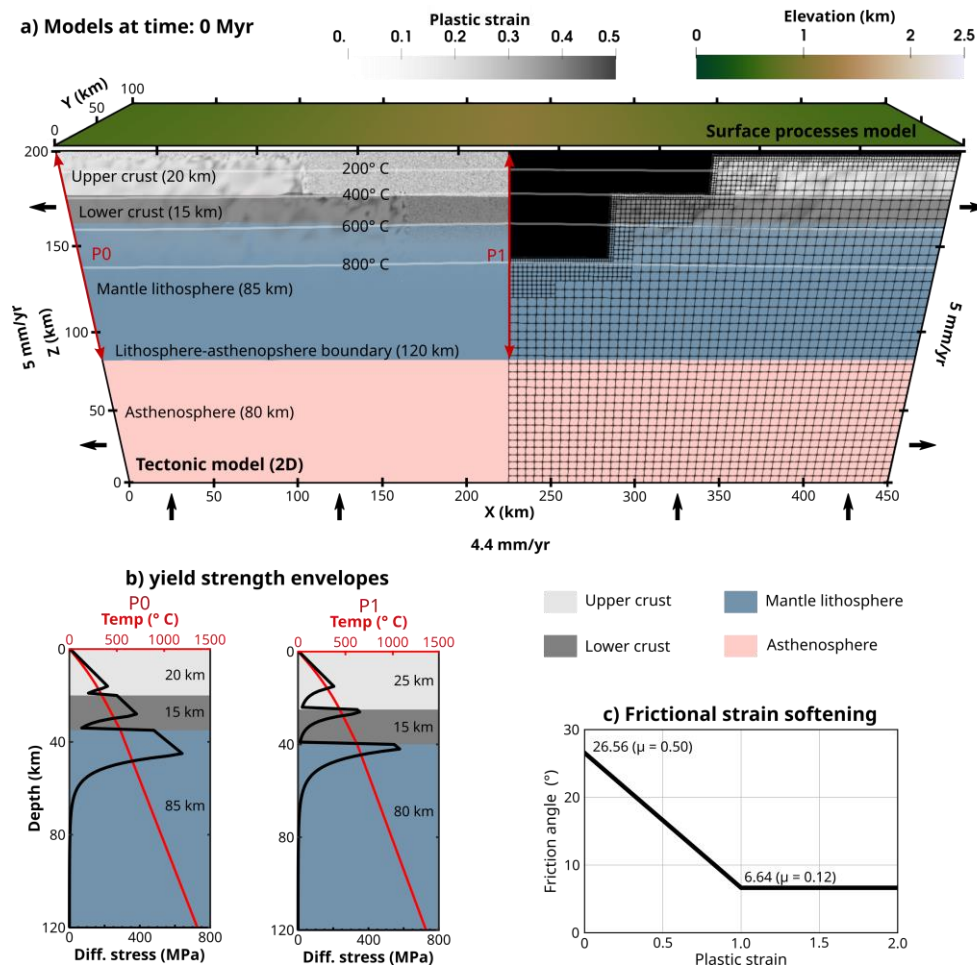 a) Models at time: 0 Myr
Plastic strain
0. 0.1 0.2 0.3 0.4 0.5
Elevation (km)
0 1 2 2.5
Y (km)
0 50 100
Surface processes model
200
150
100
50
0
Z (km)
5 mm/yr
Upper crust (20 km)
Lower crust (15 km)
P0
Mantle lithosphere (85 km)
Lithosphere-asthenopshere boundary (120 km)
Asthenosphere (80 km)
Tectonic model (2D)
200° C
400° C
600° C
800° C
P1
5 mm/yr
0 50 100 150 200 250 300 350 400 450
X (km)
4.4 mm/yr
b) yield strength envelopes
P0
Temp (° C)
0 500 1000 1500
0
40
80
120
Depth (km)
20 km
15 km
85 km
0 400 800
Diff. stress (MPa)
P1
Temp (° C)
0 500 1000 1500
0
40
80
120
25 km
15 km
80 km
0 400 800
Diff. stress (MPa)
Upper crust
Mantle lithosphere
Lower crust
Asthenosphere
c) Frictional strain softening
30
20
10
0
Friction angle (°)
26.56 (μ = 0.50)
6.64 (μ = 0.12)
0 0.5 1.0 1.5 2.0
Plastic strain